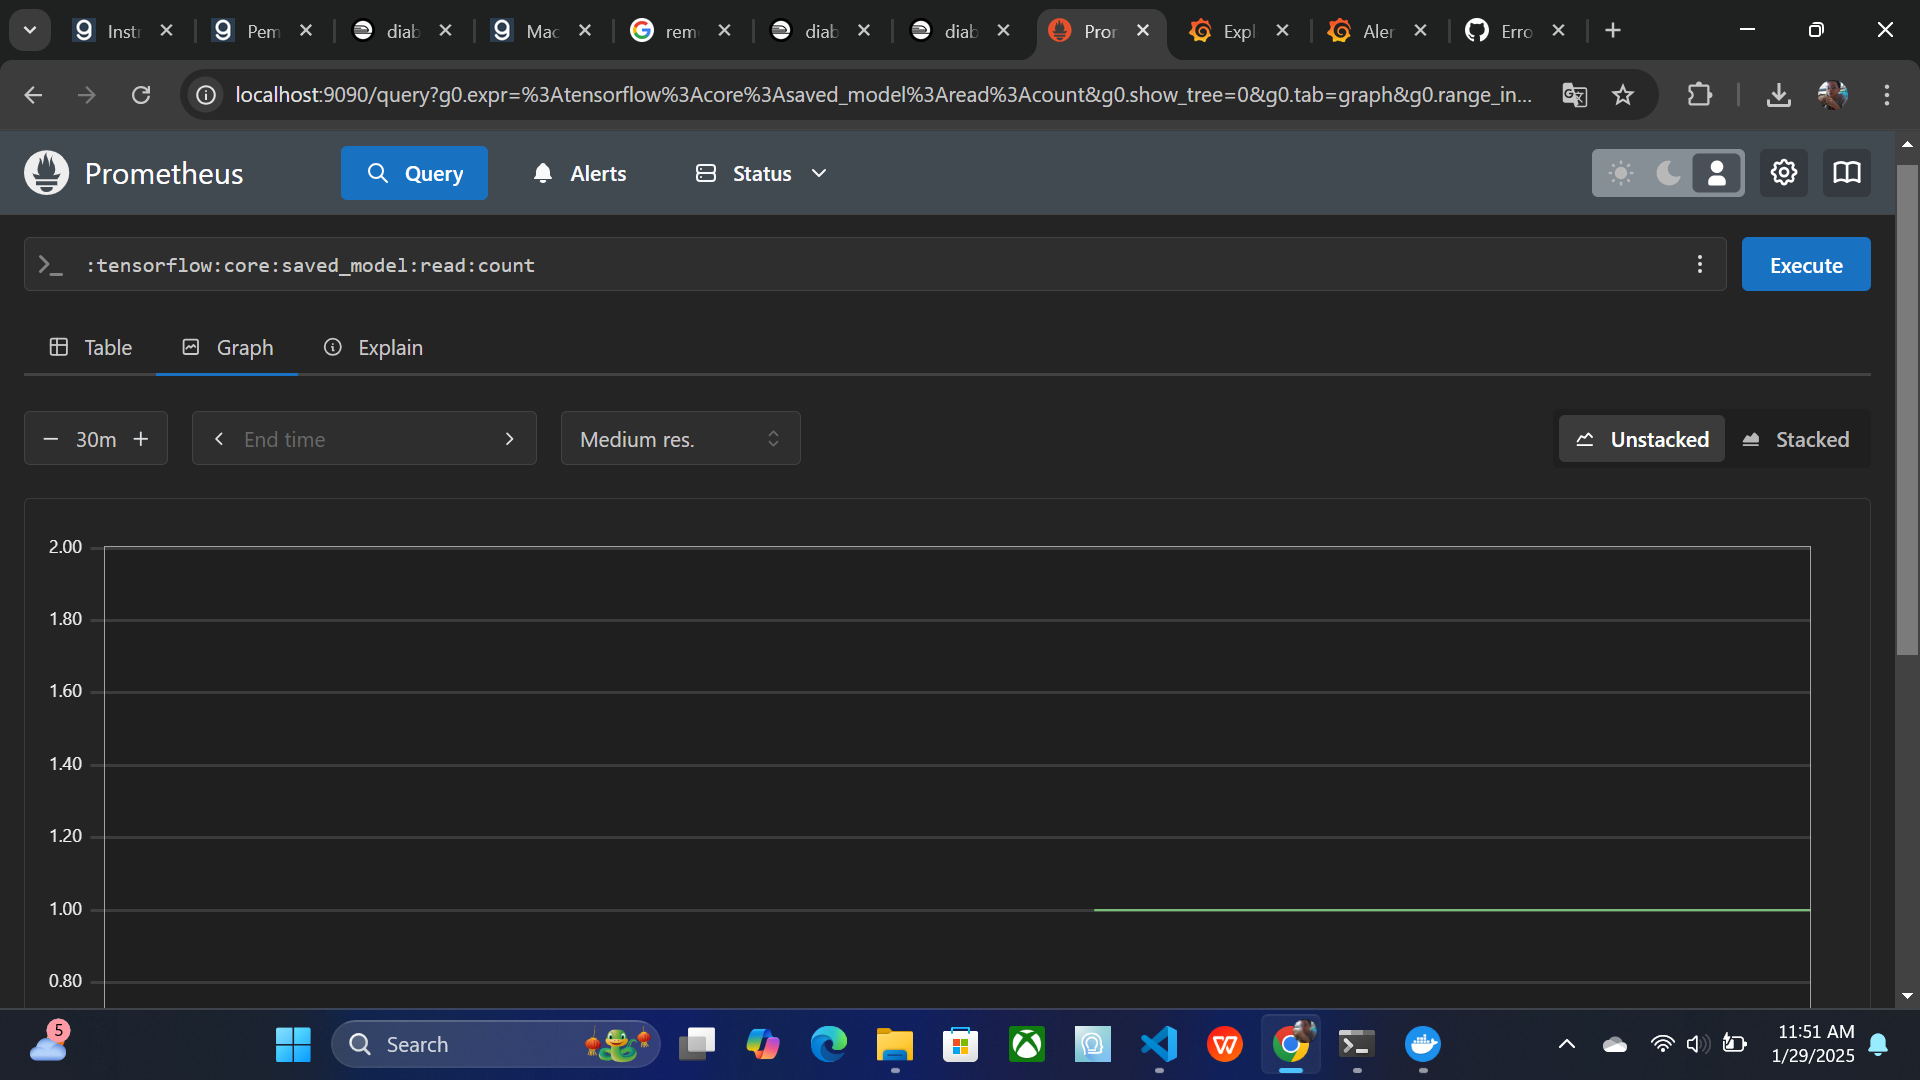 Instr
Pem
diab
Mac
rem
diab
diab
Pror
Expl
Aler
Erro
localhost:9090/query?g0.expr=%3Atensorflow%3Acore%3Asaved_model%3Aread%3Acount&g0.show_tree=0&g0.tab=graph&g0.range_in...
Prometheus
Query
Alerts
Status
:tensorflow:core:saved_model:read:count
Execute
Table
Graph
Explain
30m
End time
Medium res.
Unstacked
Stacked
2.00
1.80
1.60
1.40
1.20
1.00
0.80
5
Search
11:51 AM
1/29/2025